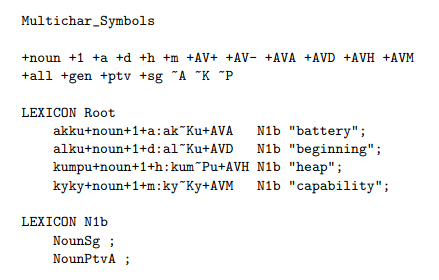 Multichar_Symbols
+noun +1 +a +d +h +m +AV+ +AV- +AVA +AVD +AVH +AVM
+all +gen +ptv +sg ~A ~K ~P
LEXICON Root
akku+noun+1+a:ak~Ku+AVA N1b "battery";
alku+noun+1+d:al~Ku+AVD N1b "beginning";
kumpu+noun+1+h:kum~Pu+AVH N1b "heap";
kyky+noun+1+m:ky~Ky+AVM N1b "capability";
LEXICON N1b
NounSg ;
NounPtvA ;